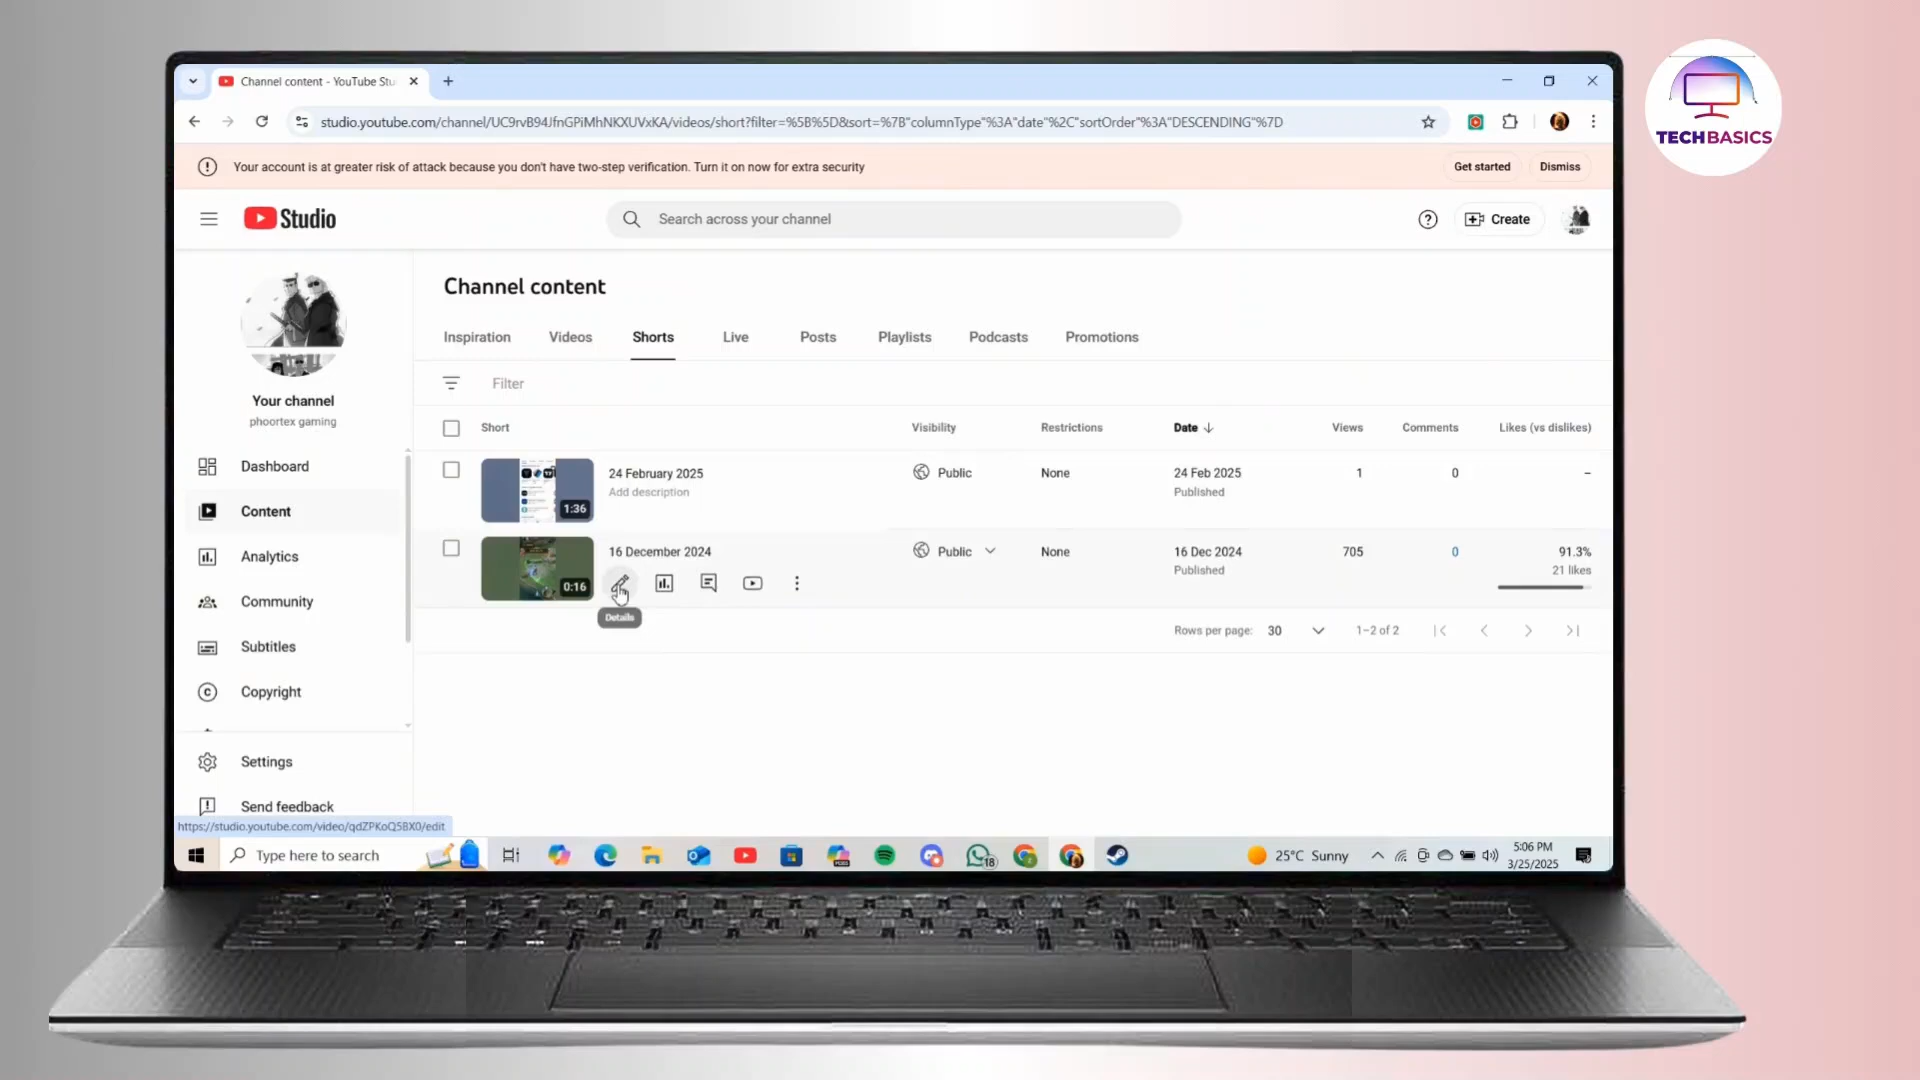 Channel content - YouTube Stu
studio.youtube.com/channel/UC9rvB94JfnGPiMhNKXUVxKA/videos/short?filter=%5B%5D&sort=%7B"columnType"%3A"date"%2C"sortOrder"%3A"DESCENDING"%7D
TECHBASICS
Your account is at greater risk of attack because you don't have two-step verification. Turn it on now for extra security
Get started
Dismiss
Studio
Search across your channel
Create
Channel content
Inspiration Videos Shorts Live Posts Playlists Podcasts Promotions
Filter
Your channel
phoortex gaming
Dashboard
Content
Analytics
Community
Subtitles
Copyright
Settings
Send feedback
Short Visibility Restrictions Date Views Comments Likes (vs dislikes)
1:36
24 February 2025 Public None 24 Feb 2025 1 0 –
Add description Published
0:16
16 December 2024 Public None 16 Dec 2024 705 0 91.3%
Published 21 likes
Details
Rows per page: 30 1–2 of 2
https://studio.youtube.com/video/qdZPKoQ5BX0/edit
Type here to search
18
25°C Sunny
5:06 PM
3/25/2025